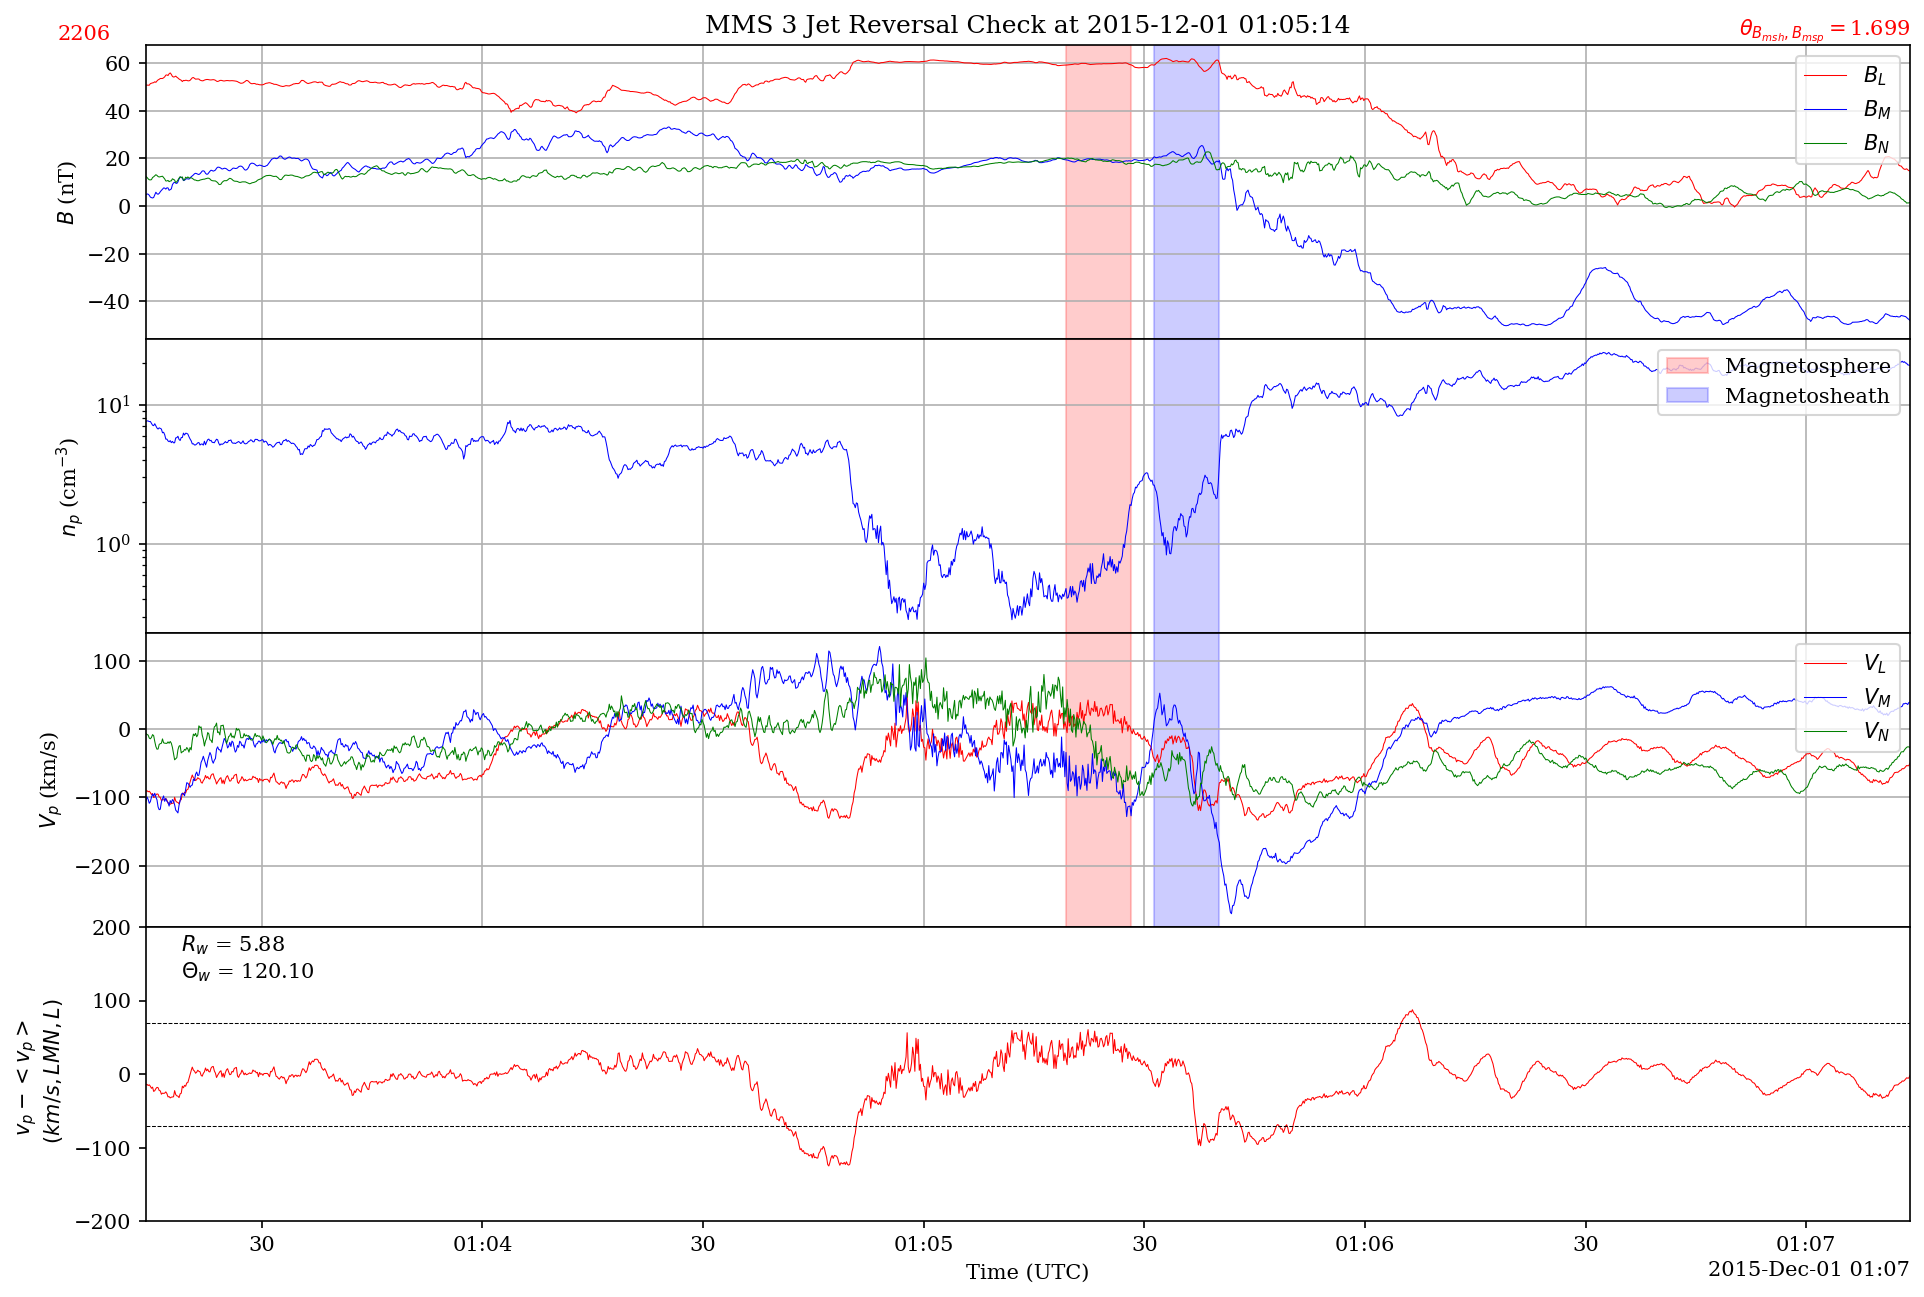 MMS 3 Jet Reversal Check at 2015-12-01 01:05:14
2206
θ_{B_{msh}, B_{msp}} = 1.699
B (nT)
60
40
20
0
−20
−40
B_L
B_M
B_N
n_p (cm⁻³)
10¹
10⁰
Magnetosphere
Magnetosheath
V_p (km/s)
100
0
−100
−200
V_L
V_M
V_N
v_p − < v_p >
(km/s, LMN, L)
200
100
0
−100
−200
R_w = 5.88
Θ_w = 120.10
30
01:04
30
01:05
30
01:06
30
01:07
Time (UTC)
2015-Dec-01 01:07